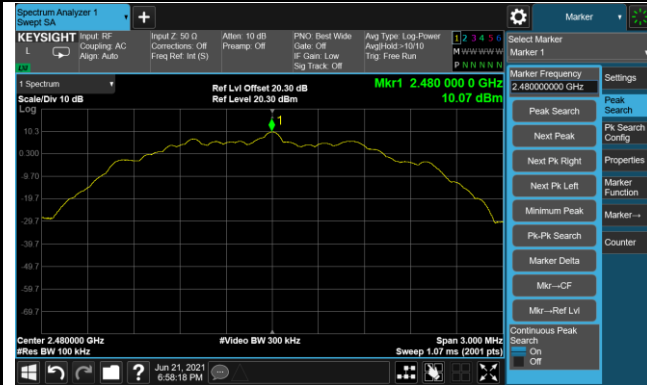 Spectrum Analyzer 1
Swept SA
Marker
KEYSIGHT
L
Input: RF
Coupling: AC
Align: Auto
Input Z: 50 Ω
Corrections: Off
Freq Ref: Int (S)
Atten: 10 dB
Preamp: Off
PNO: Best Wide
Gate: Off
IF Gain: Low
Sig Track: Off
Avg Type: Log-Power
Avg|Hold:>10/10
Trig: Free Run
1 2 3 4 5 6
M W W W W W
P N N N N N
Select Marker
Marker 1
1 Spectrum
Scale/Div 10 dB
Log
Ref Lvl Offset 20.30 dB
Ref Level 20.30 dBm
Mkr1 2.480 000 0 GHz
10.07 dBm
1
10.3
0.300
-9.70
-19.7
-29.7
-39.7
-49.7
-59.7
-69.7
Center 2.480000 GHz
#Res BW 100 kHz
#Video BW 300 kHz
Span 3.000 MHz
Sweep 1.07 ms (2001 pts)
Marker Frequency
2.480000000 GHz
Peak Search
Next Peak
Next Pk Right
Next Pk Left
Minimum Peak
Pk-Pk Search
Marker Delta
Mkr→CF
Mkr→Ref Lvl
Continuous Peak
Search
On
Off
Settings
Peak
Search
Pk Search
Config
Properties
Marker
Function
Marker→
Counter
Jun 21, 2021
6:58:18 PM